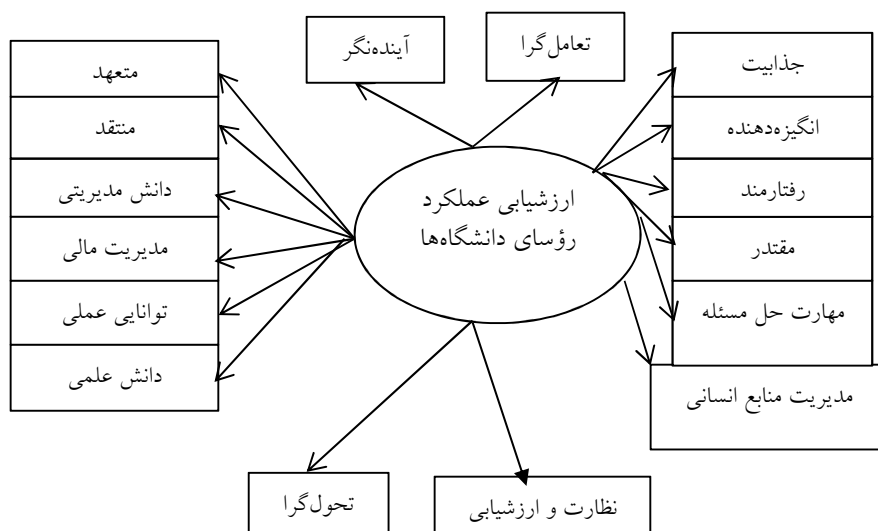 تعامل‌گرا
آینده‌نگر
جذابیت
انگیزه‌دهنده
رفتارمند
مقتدر
مهارت حل مسئله
مدیریت منابع انسانی
ارزشیابی عملکرد
رؤسای دانشگاه‌ها
متعهد
منتقد
دانش مدیریتی
مدیریت مالی
توانایی عملی
دانش علمی
نظارت و ارزشیابی
تحول‌گرا